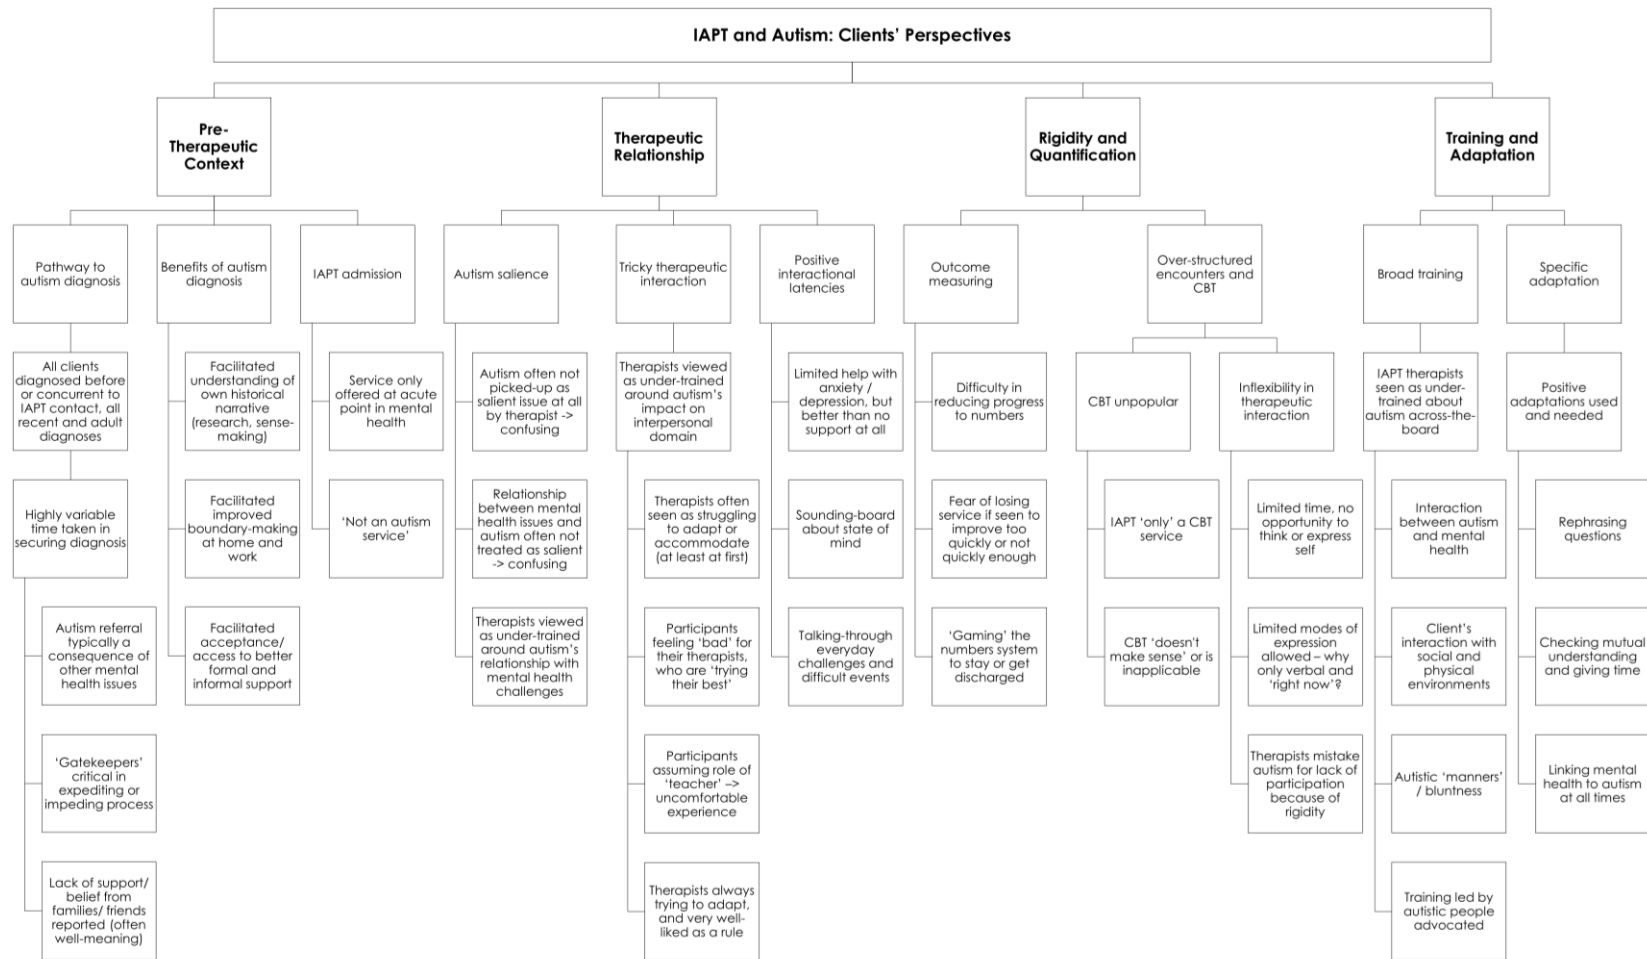 IAPT and Autism: Clients' Perspectives
Pre-
Therapeutic
Context
Therapeutic
Relationship
Rigidity and
Quantification
Training and
Adaptation
Pathway to
autism diagnosis
Benefits of autism
diagnosis
IAPT admission
Autism salience
Tricky therapeutic
interaction
Positive
interactional
latencies
Outcome
measuring
Over-structured
encounters and
CBT
Broad training
Specific
adaptation
All clients
diagnosed before
or concurrent to
IAPT contact, all
recent and adult
diagnoses
Facilitated
understanding of
own historical
narrative
(research, sense-
making)
Service only
offered at acute
point in mental
health
Autism often not
picked-up as
salient issue at all
by therapist ->
confusing
Therapists viewed
as under-trained
around autism's
impact on
interpersonal
domain
Limited help with
anxiety /
depression, but
better than no
support at all
Difficulty in
reducing progress
to numbers
CBT unpopular
Inflexibility in
therapeutic
interaction
IAPT therapists
seen as under-
trained about
autism across-the-
board
Positive
adaptations used
and needed
Highly variable
time taken in
securing diagnosis
Facilitated
improved
boundary-making
at home and
work
'Not an autism
service'
Relationship
between mental
health issues and
autism often not
treated as salient
-> confusing
Therapists often
seen as struggling
to adapt or
accommodate
(at least at first)
Sounding-board
about state of
mind
Fear of losing
service if seen to
improve too
quickly or not
quickly enough
IAPT 'only' a CBT
service
Limited time, no
opportunity to
think or express
self
Interaction
between autism
and mental
health
Rephrasing
questions
Autism referral
typically a
consequence of
other mental
health issues
Facilitated
acceptance/
access to better
formal and
informal support
Therapists viewed
as under-trained
around autism's
relationship with
mental health
challenges
Participants
feeling 'bad' for
their therapists,
who are 'trying
their best'
Talking-through
everyday
challenges and
difficult events
'Gaming' the
numbers system
to stay or get
discharged
CBT 'doesn't
make sense' or is
inapplicable
Limited modes of
expression
allowed – why
only verbal and
'right now'?
Client's
interaction with
social and
physical
environments
Checking mutual
understanding
and giving time
'Gatekeepers'
critical in
expediting or
impeding process
Participants
assuming role of
'teacher' –>
uncomfortable
experience
Therapists mistake
autism for lack of
participation
because of
rigidity
Autistic 'manners'
/ bluntness
Linking mental
health to autism
at all times
Lack of support/
belief from
families/ friends
reported (often
well-meaning)
Therapists always
trying to adapt,
and very well-
liked as a rule
Training led by
autistic people
advocated